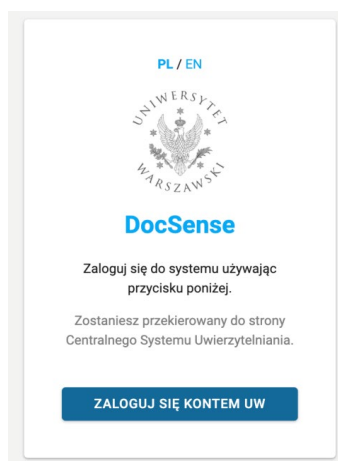 PL / EN
UNIWERSYTET
WARSZAWSKI
DocSense
Zaloguj się do systemu używając
przycisku poniżej.
Zostaniesz przekierowany do strony
Centralnego Systemu Uwierzytelniania.
ZALOGUJ SIĘ KONTEM UW